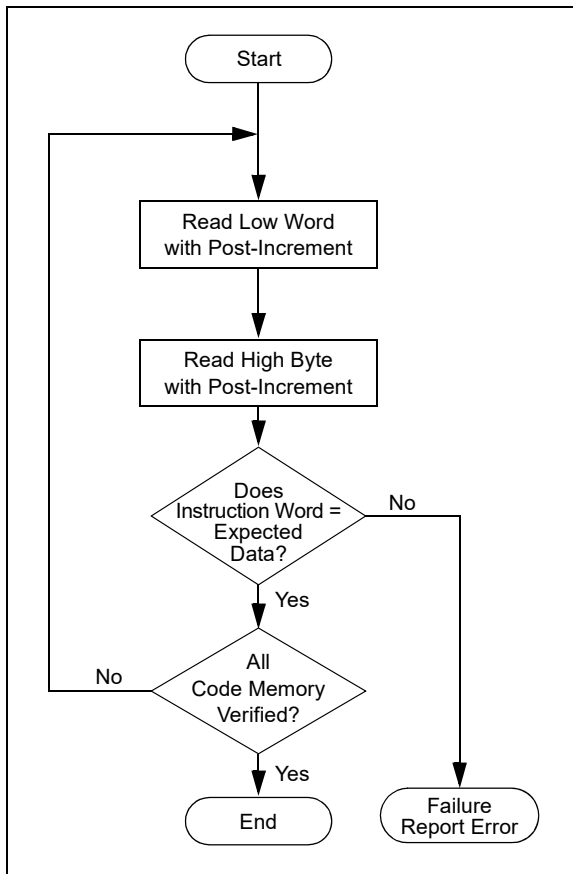 Start
Read Low Word
with Post-Increment
Read High Byte
with Post-Increment
Does
Instruction Word =
Expected
Data?
No
Yes
All
Code Memory
Verified?
No
Yes
End
Failure
Report Error